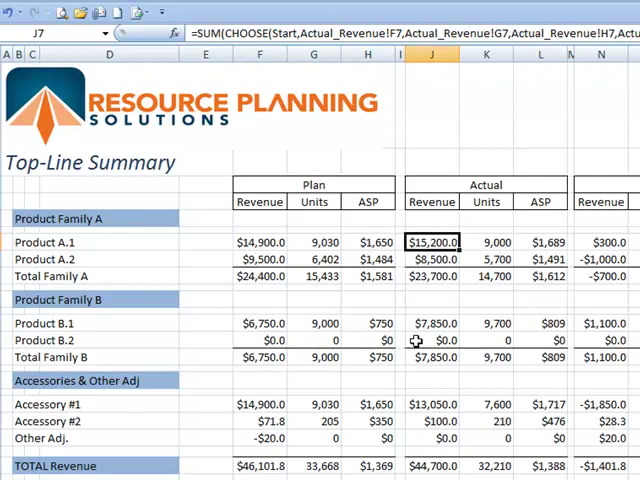 J7 fx =SUM(CHOOSE(Start,Actual_Revenue!F7,Actual_Revenue!G7,Actual_Revenue!H7,Actu
A B C D E F G H I J K L M N
RESOURCE PLANNING
SOLUTIONS
Top-Line Summary
Plan Actual
Revenue Units ASP Revenue Units ASP Revenue
Product Family A
Product A.1 $14,900.0 9,030 $1,650 $15,200.0 9,000 $1,689 $300.0
Product A.2 $9,500.0 6,402 $1,484 $8,500.0 5,700 $1,491 -$1,000.0
Total Family A $24,400.0 15,433 $1,581 $23,700.0 14,700 $1,612 -$700.0
Product Family B
Product B.1 $6,750.0 9,000 $750 $7,850.0 9,700 $809 $1,100.0
Product B.2 $0.0 0 $0 $0.0 0 $0 $0.0
Total Family B $6,750.0 9,000 $750 $7,850.0 9,700 $809 $1,100.0
Accessories & Other Adj
Accessory #1 $14,900.0 9,030 $1,650 $13,050.0 7,600 $1,717 -$1,850.0
Accessory #2 $71.8 205 $350 $100.0 210 $476 $28.3
Other Adj. -$20.0 0 $0 $0.0 0 $0 $20.0
TOTAL Revenue $46,101.8 33,668 $1,369 $44,700.0 32,210 $1,388 -$1,401.8